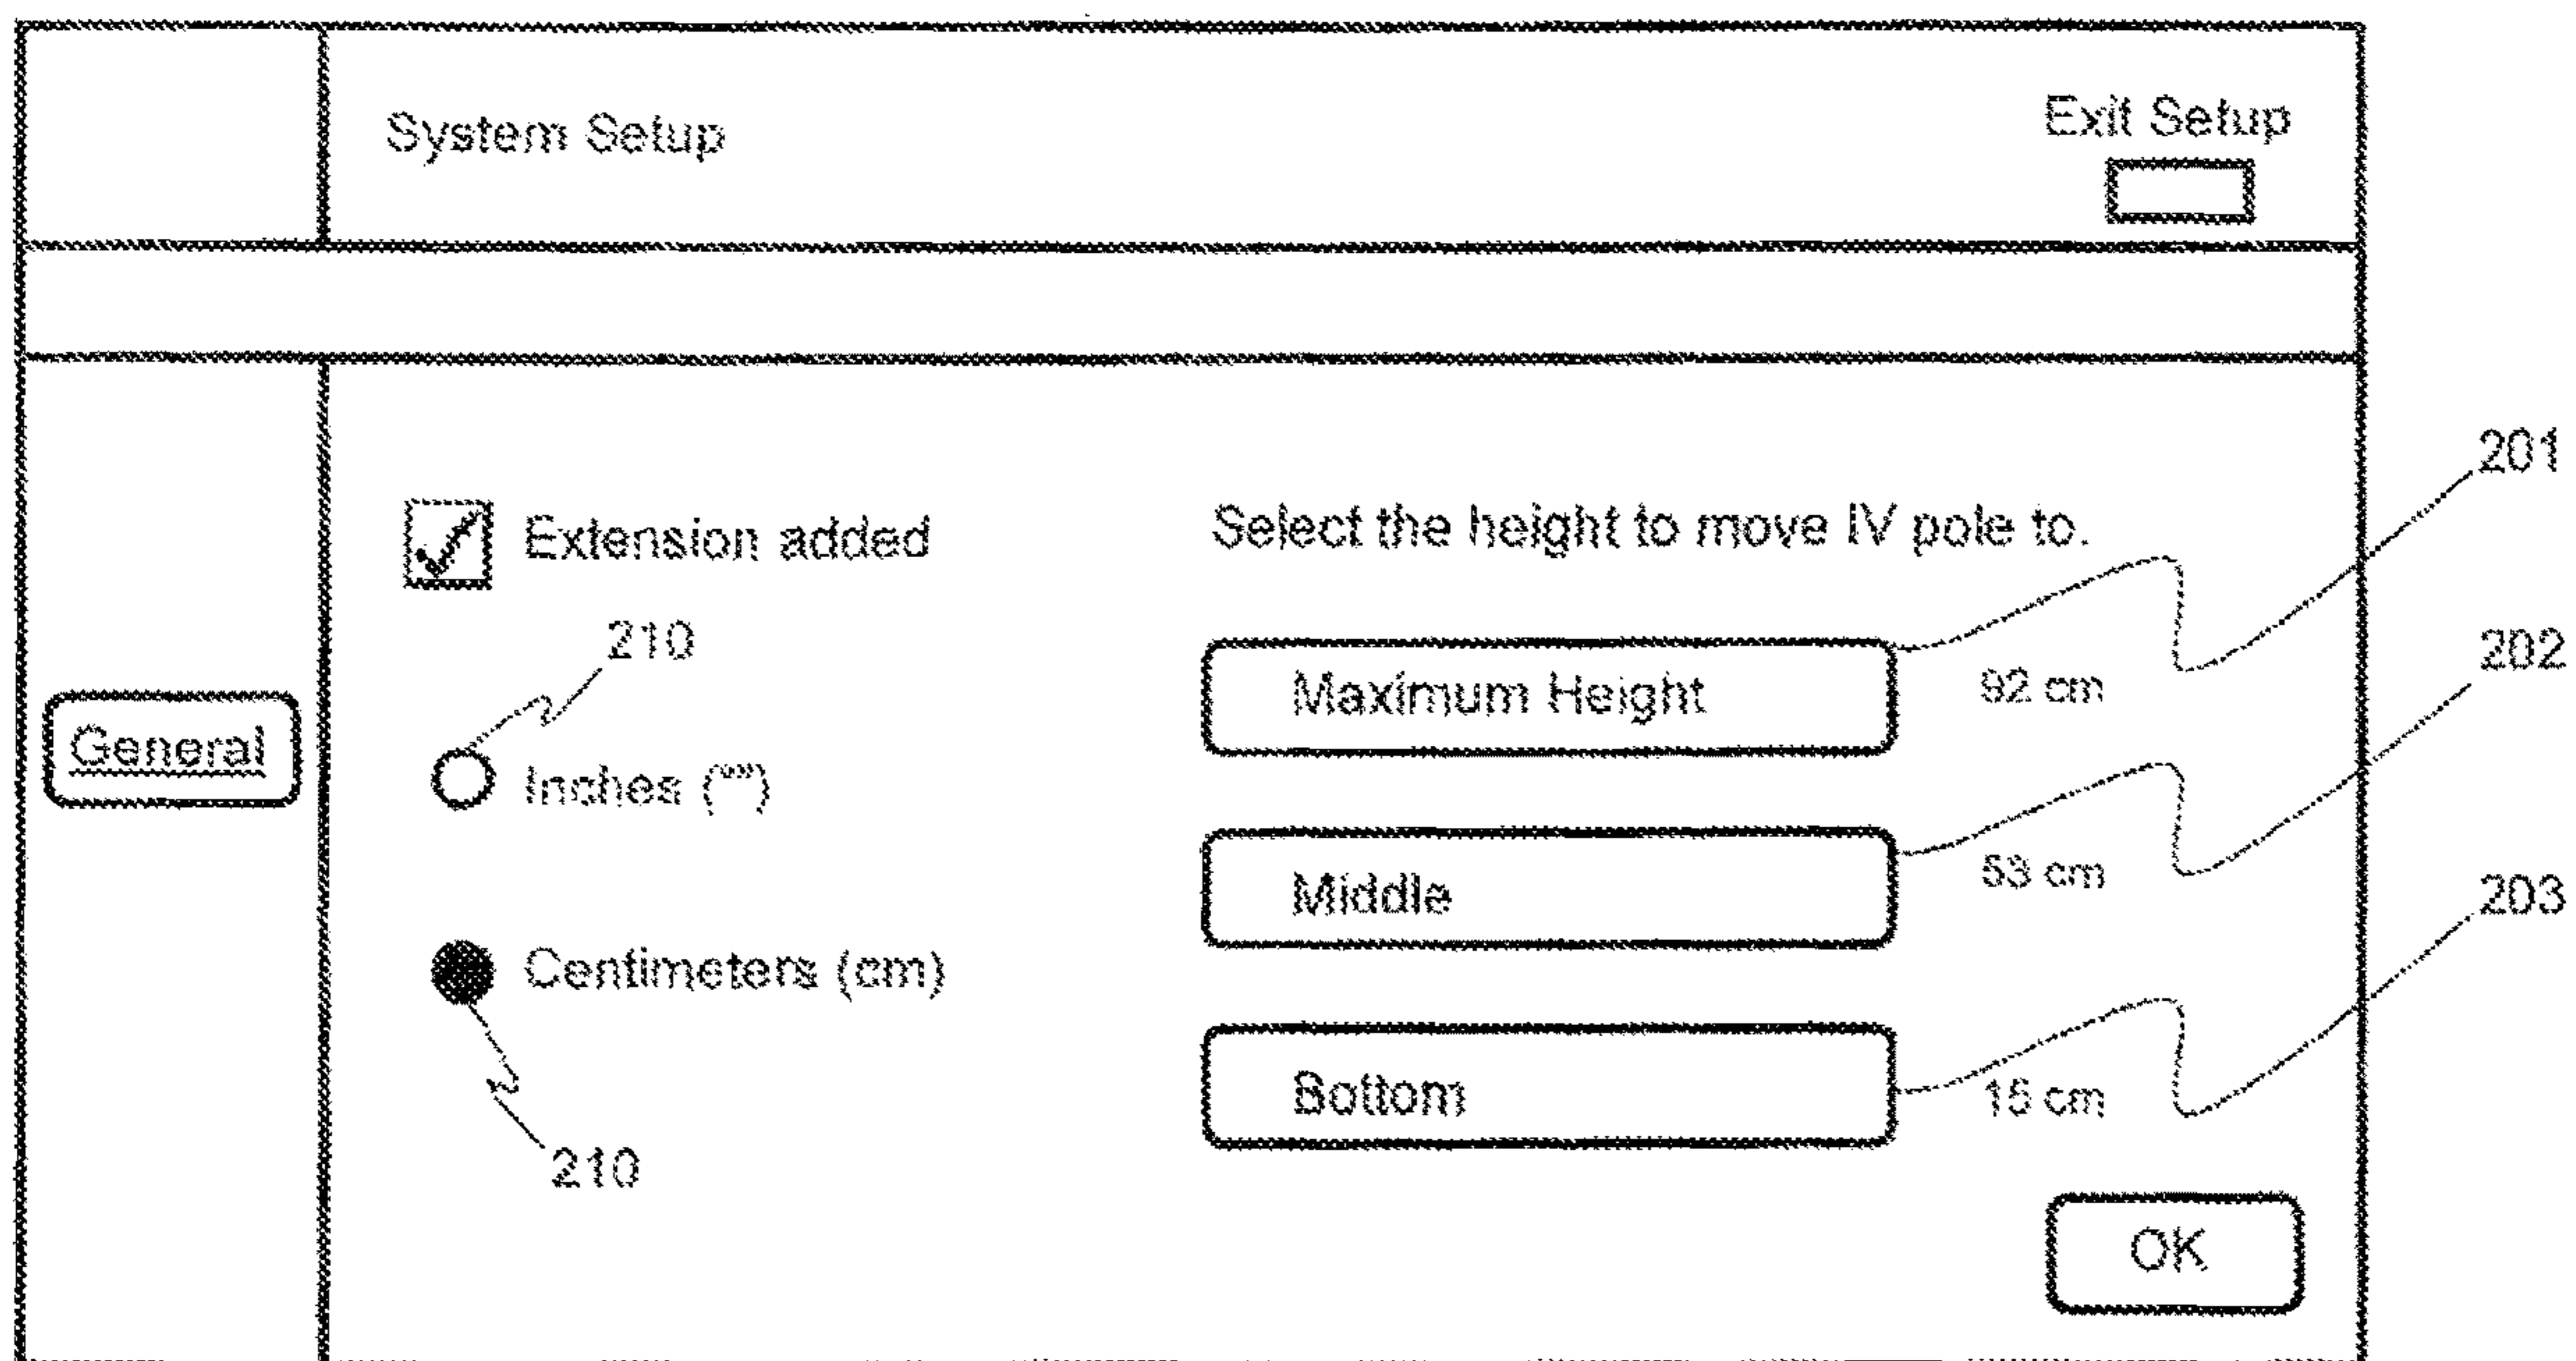 System Setup
Exit Setup
201
Extension added
Select the height to move IV pole to.
210
202
Maximum Height
92 cm
General
Inches ("")
Middle
53 cm
203
Centimeters (cm)
Bottom
15 cm
210
OK